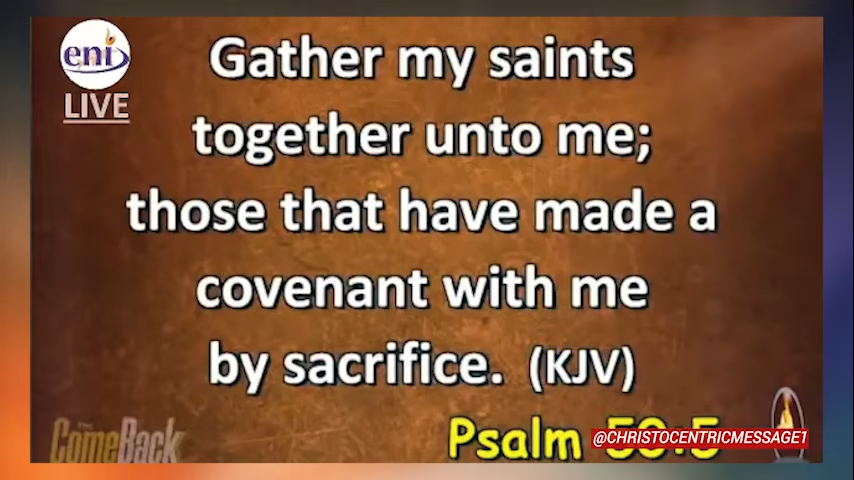 eni
LIVE
Gather my saints
together unto me;
those that have made a
covenant with me
by sacrifice. (KJV)
Psalm 50:5
@CHRISTOCENTRICMESSAGE1
The
ComeBack